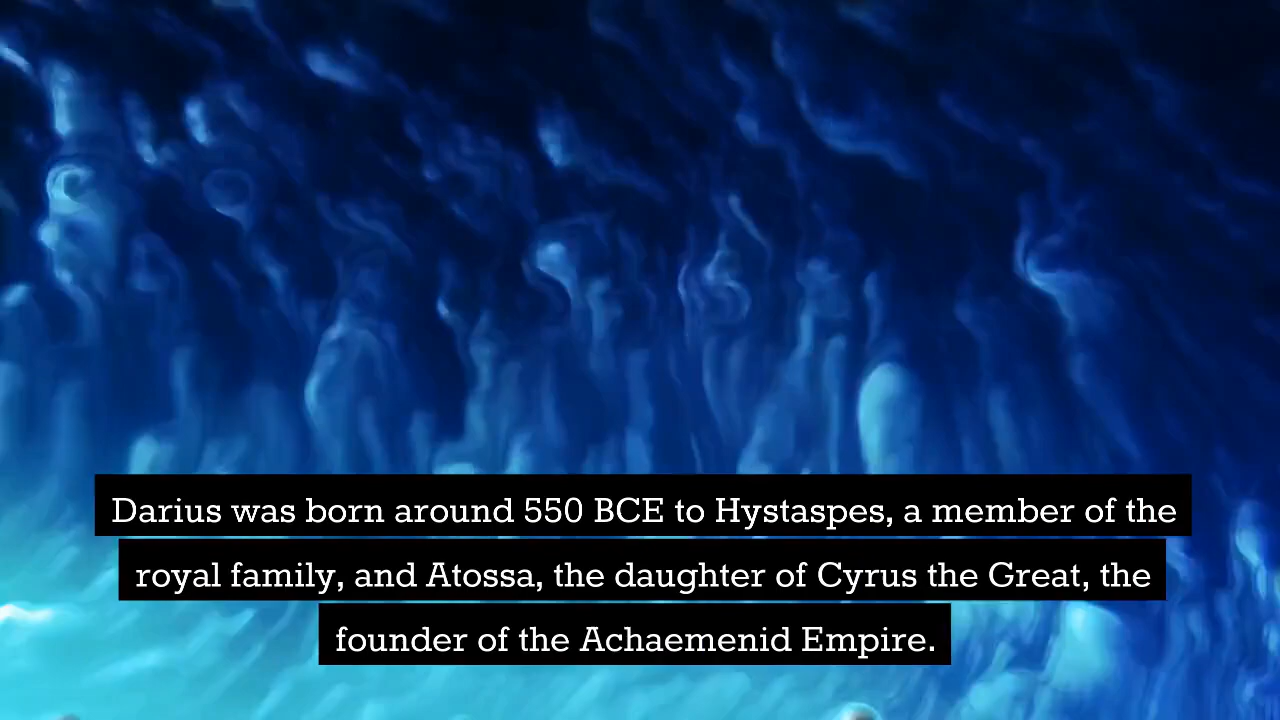 Darius was born around 550 BCE to Hystaspes, a member of the
royal family, and Atossa, the daughter of Cyrus the Great, the
founder of the Achaemenid Empire.